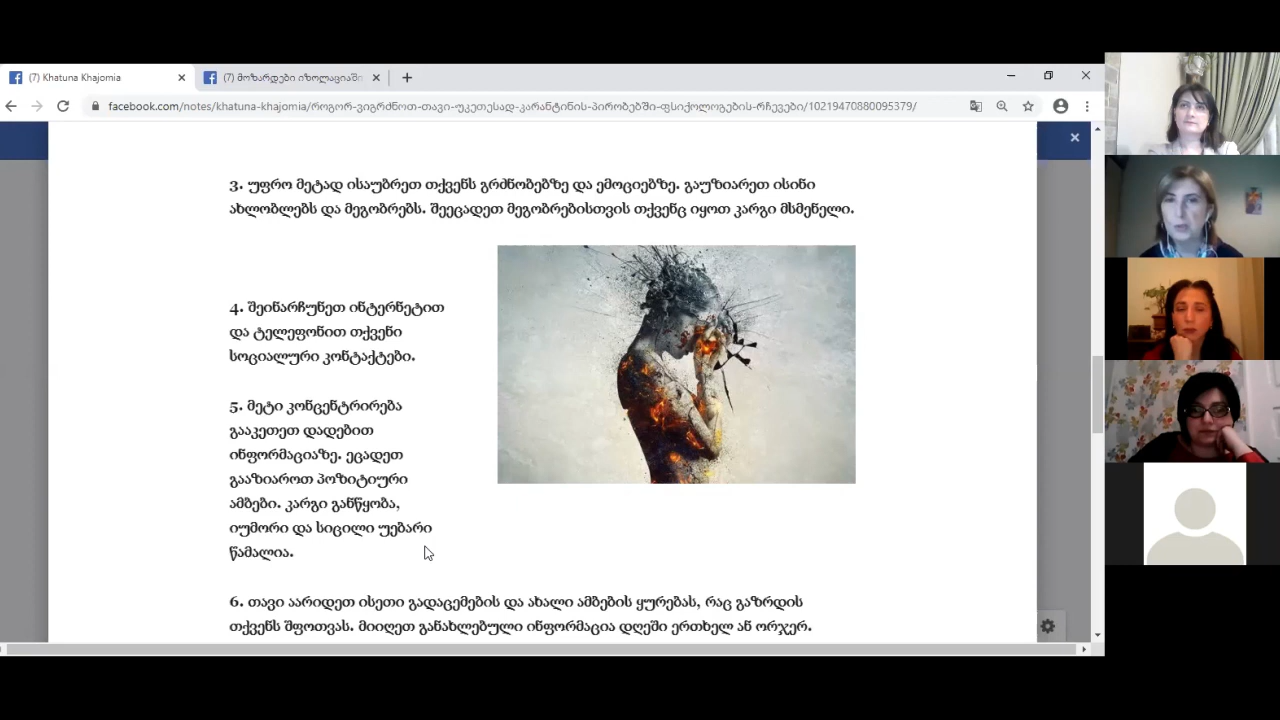 (7) Khatuna Khajomia
(7) მოზარდები იზოლაციაში
facebook.com/notes/khatuna-khajomia/როგორ-ვიგრძნოთ-თავი-უკეთესად-კარანტინის-პირობებში-ფსიქოლოგების-რჩევები/10219470880095379/
3. უფრო მეტად ისაუბრეთ თქვენს გრძნობებზე და ემოციებზე. გაუზიარეთ ისინი
ახლობლებს და მეგობრებს. შეეცადეთ მეგობრებისთვის თქვენც იყოთ კარგი მსმენელი.
4. შეინარჩუნეთ ინტერნეტით
და ტელეფონით თქვენი
სოციალური კონტაქტები.
5. მეტი კონცენტრირება
გააკეთეთ დადებით
ინფორმაციაზე. ეცადეთ
გააზიაროთ პოზიტიური
ამბები. კარგი განწყობა,
იუმორი და სიცილი უებარი
წამალია.
6. თავი აარიდეთ ისეთი გადაცემების და ახალი ამბების ყურებას, რაც გაზრდის
თქვენს შფოთვას. მიიღეთ განახლებული ინფორმაცია დღეში ერთხელ ან ორჯერ.